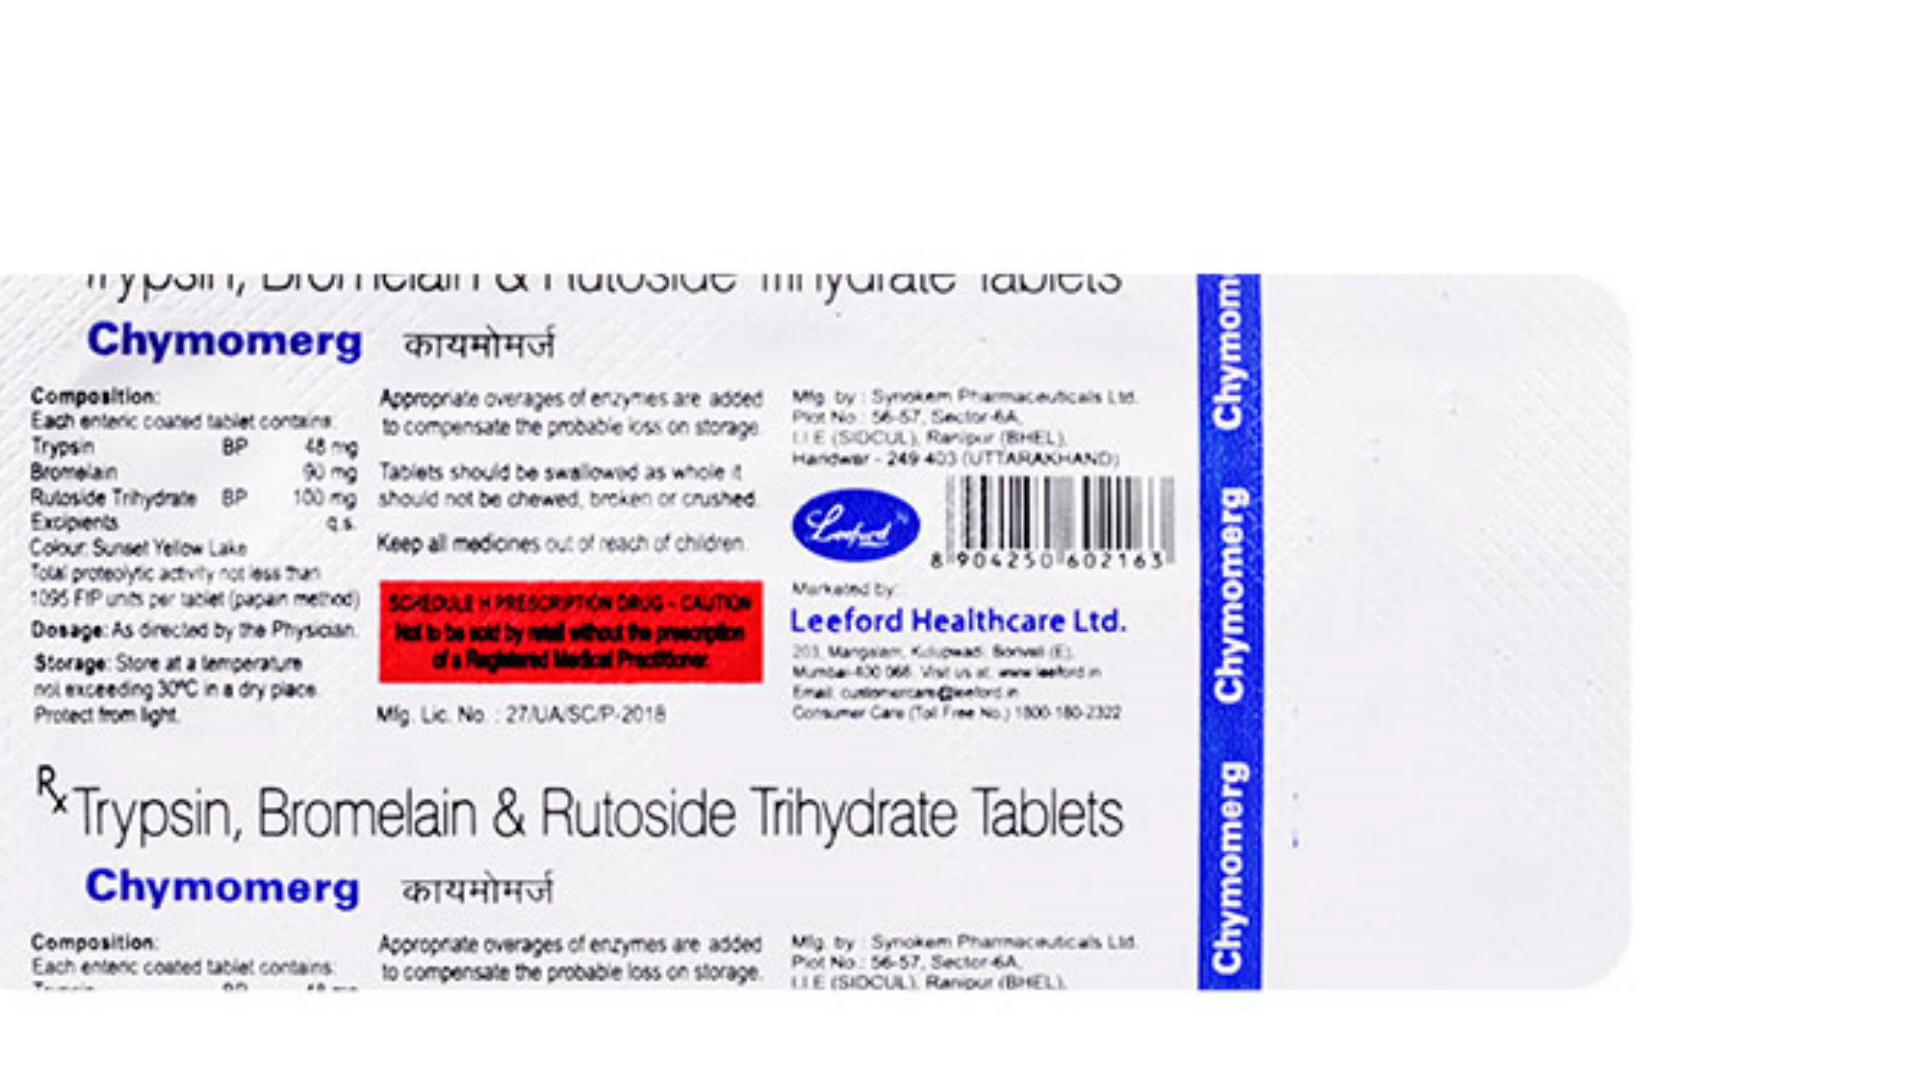 Trypsin, Bromelain & Rutoside Trihydrate Tablets
Chymomerg कायमोमर्ज
Composition:
Each enteric coated tablet contains:
Trypsin BP 48 mg
Bromelain 90 mg
Rutoside Trihydrate BP 100 mg
Excipients q.s.
Colour: Sunset Yellow Lake
Total proteolytic activity not less than
1095 FIP units per tablet (papain method)
Dosage: As directed by the Physician.
Storage: Store at a temperature
not exceeding 30°C in a dry place.
Protect from light.
Appropriate overages of enzymes are added
to compensate the probable loss on storage.
Tablets should be swallowed as whole it
should not be chewed, broken or crushed.
Keep all medicines out of reach of children.
SCHEDULE H PRESCRIPTION DRUG - CAUTION
Not to be sold by retail without the prescription
of a Registered Medical Practitioner.
Mfg. Lic. No. : 27/UA/SC/P-2018
Mfg. by : Synokem Pharmaceuticals Ltd.
Plot No.: 56-57, Sector-6A,
I.I.E (SIDCUL), Ranipur (BHEL),
Haridwar - 249 403 (UTTARAKHAND)
Leeford
8 904250 602163
Marketed by:
Leeford Healthcare Ltd.
203, Mangalam, Kulupwadi, Borivali (E),
Mumbai-400 066. Visit us at: www.leeford.in
Email: customercare@leeford.in
Consumer Care (Toll Free No.) 1800-180-2322
Rx Trypsin, Bromelain & Rutoside Trihydrate Tablets
Chymomerg कायमोमर्ज
Composition:
Each enteric coated tablet contains:
Trypsin BP 48 mg
Appropriate overages of enzymes are added
to compensate the probable loss on storage.
Mfg. by : Synokem Pharmaceuticals Ltd.
Plot No.: 56-57, Sector-6A,
I.I.E (SIDCUL), Ranipur (BHEL),
Chymom
Chymomerg
Chymomerg